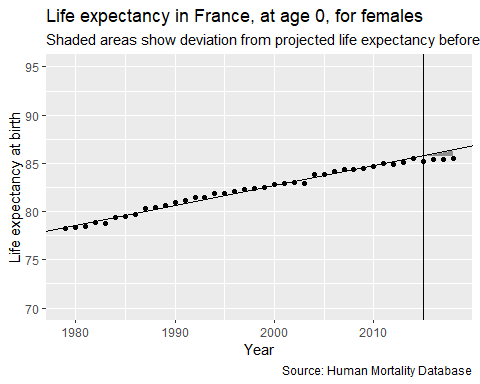 Life expectancy in France, at age 0, for females
Shaded areas show deviation from projected life expectancy before
95
90
85
80
75
70
Life expectancy at birth
1980 1990 2000 2010
Year
Source: Human Mortality Database